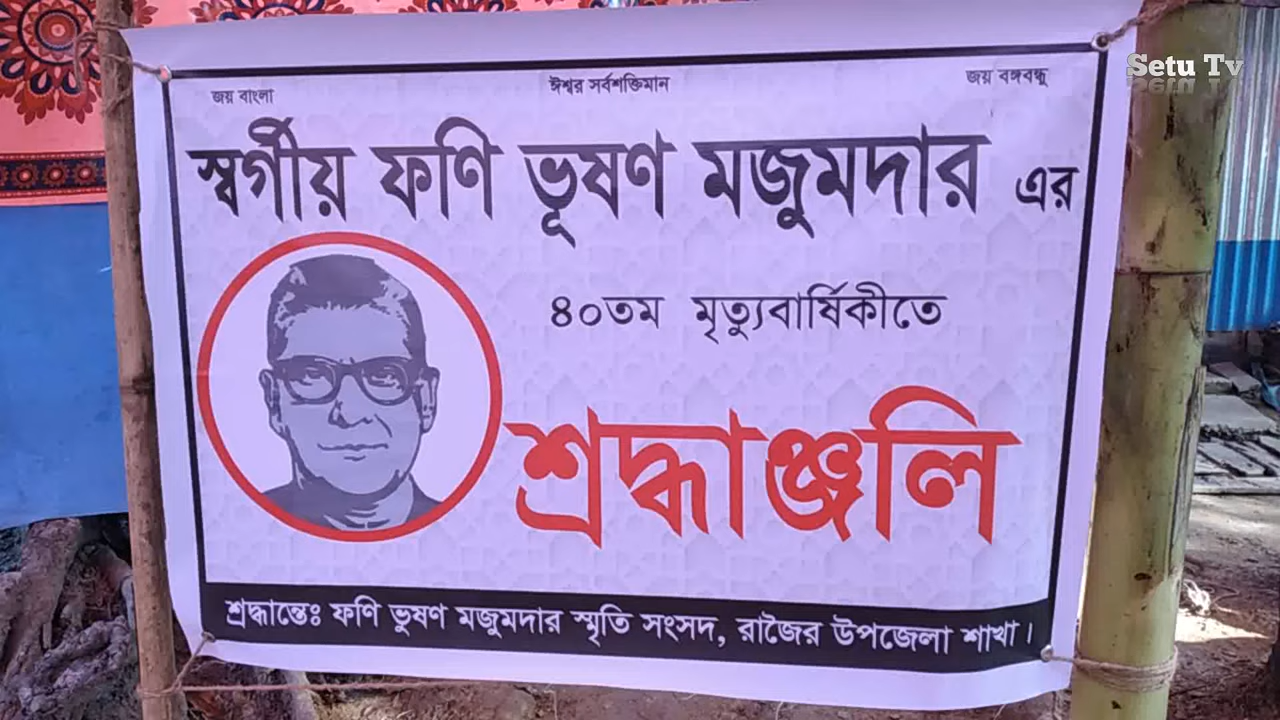 জয় বাংলা
ঈশ্বর সর্বশক্তিমান
জয় বঙ্গবন্ধু
Setu Tv
স্বর্গীয় ফণি ভূষণ মজুমদার এর
৪০তম মৃত্যুবার্ষিকীতে
শ্রদ্ধাঞ্জলি
শ্রদ্ধান্তেঃ ফণি ভুষণ মজুমদার স্মৃতি সংসদ, রাজৈর উপজেলা শাখা।